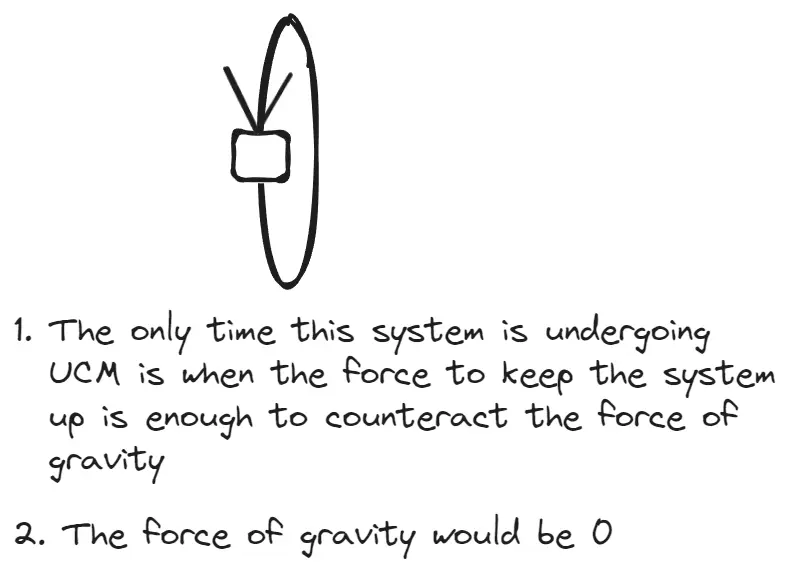 1. The only time this system is undergoing
UCM is when the force to keep the system
up is enough to counteract the force of
gravity
2. The force of gravity would be 0